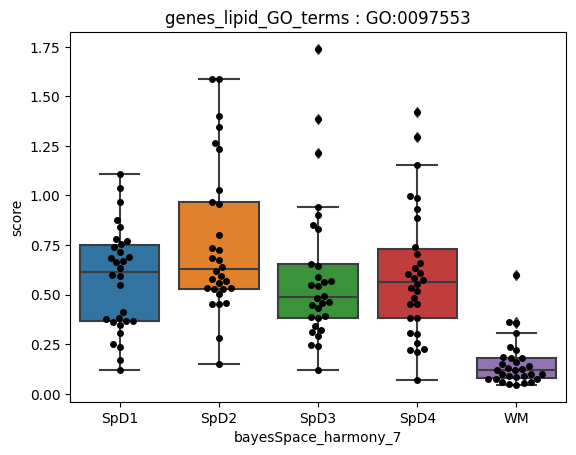 genes_lipid_GO_terms : GO:0097553
1.75
1.50
1.25
1.00
0.75
0.50
0.25
0.00
score
SpD1 SpD2 SpD3 SpD4 WM
bayesSpace_harmony_7